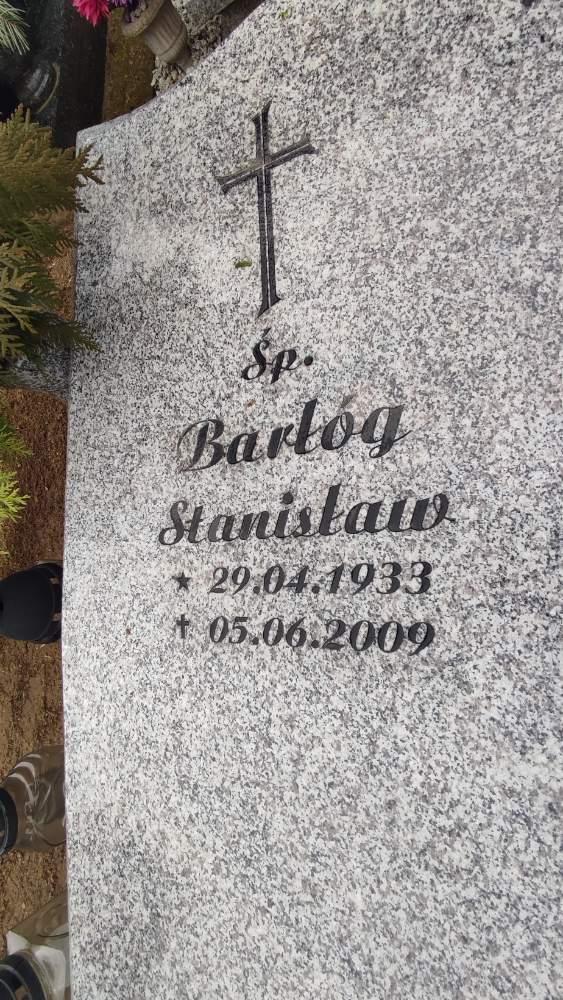 Śp.
Barłóg
Stanisław
★ 29.04.1933
✝ 05.06.2009